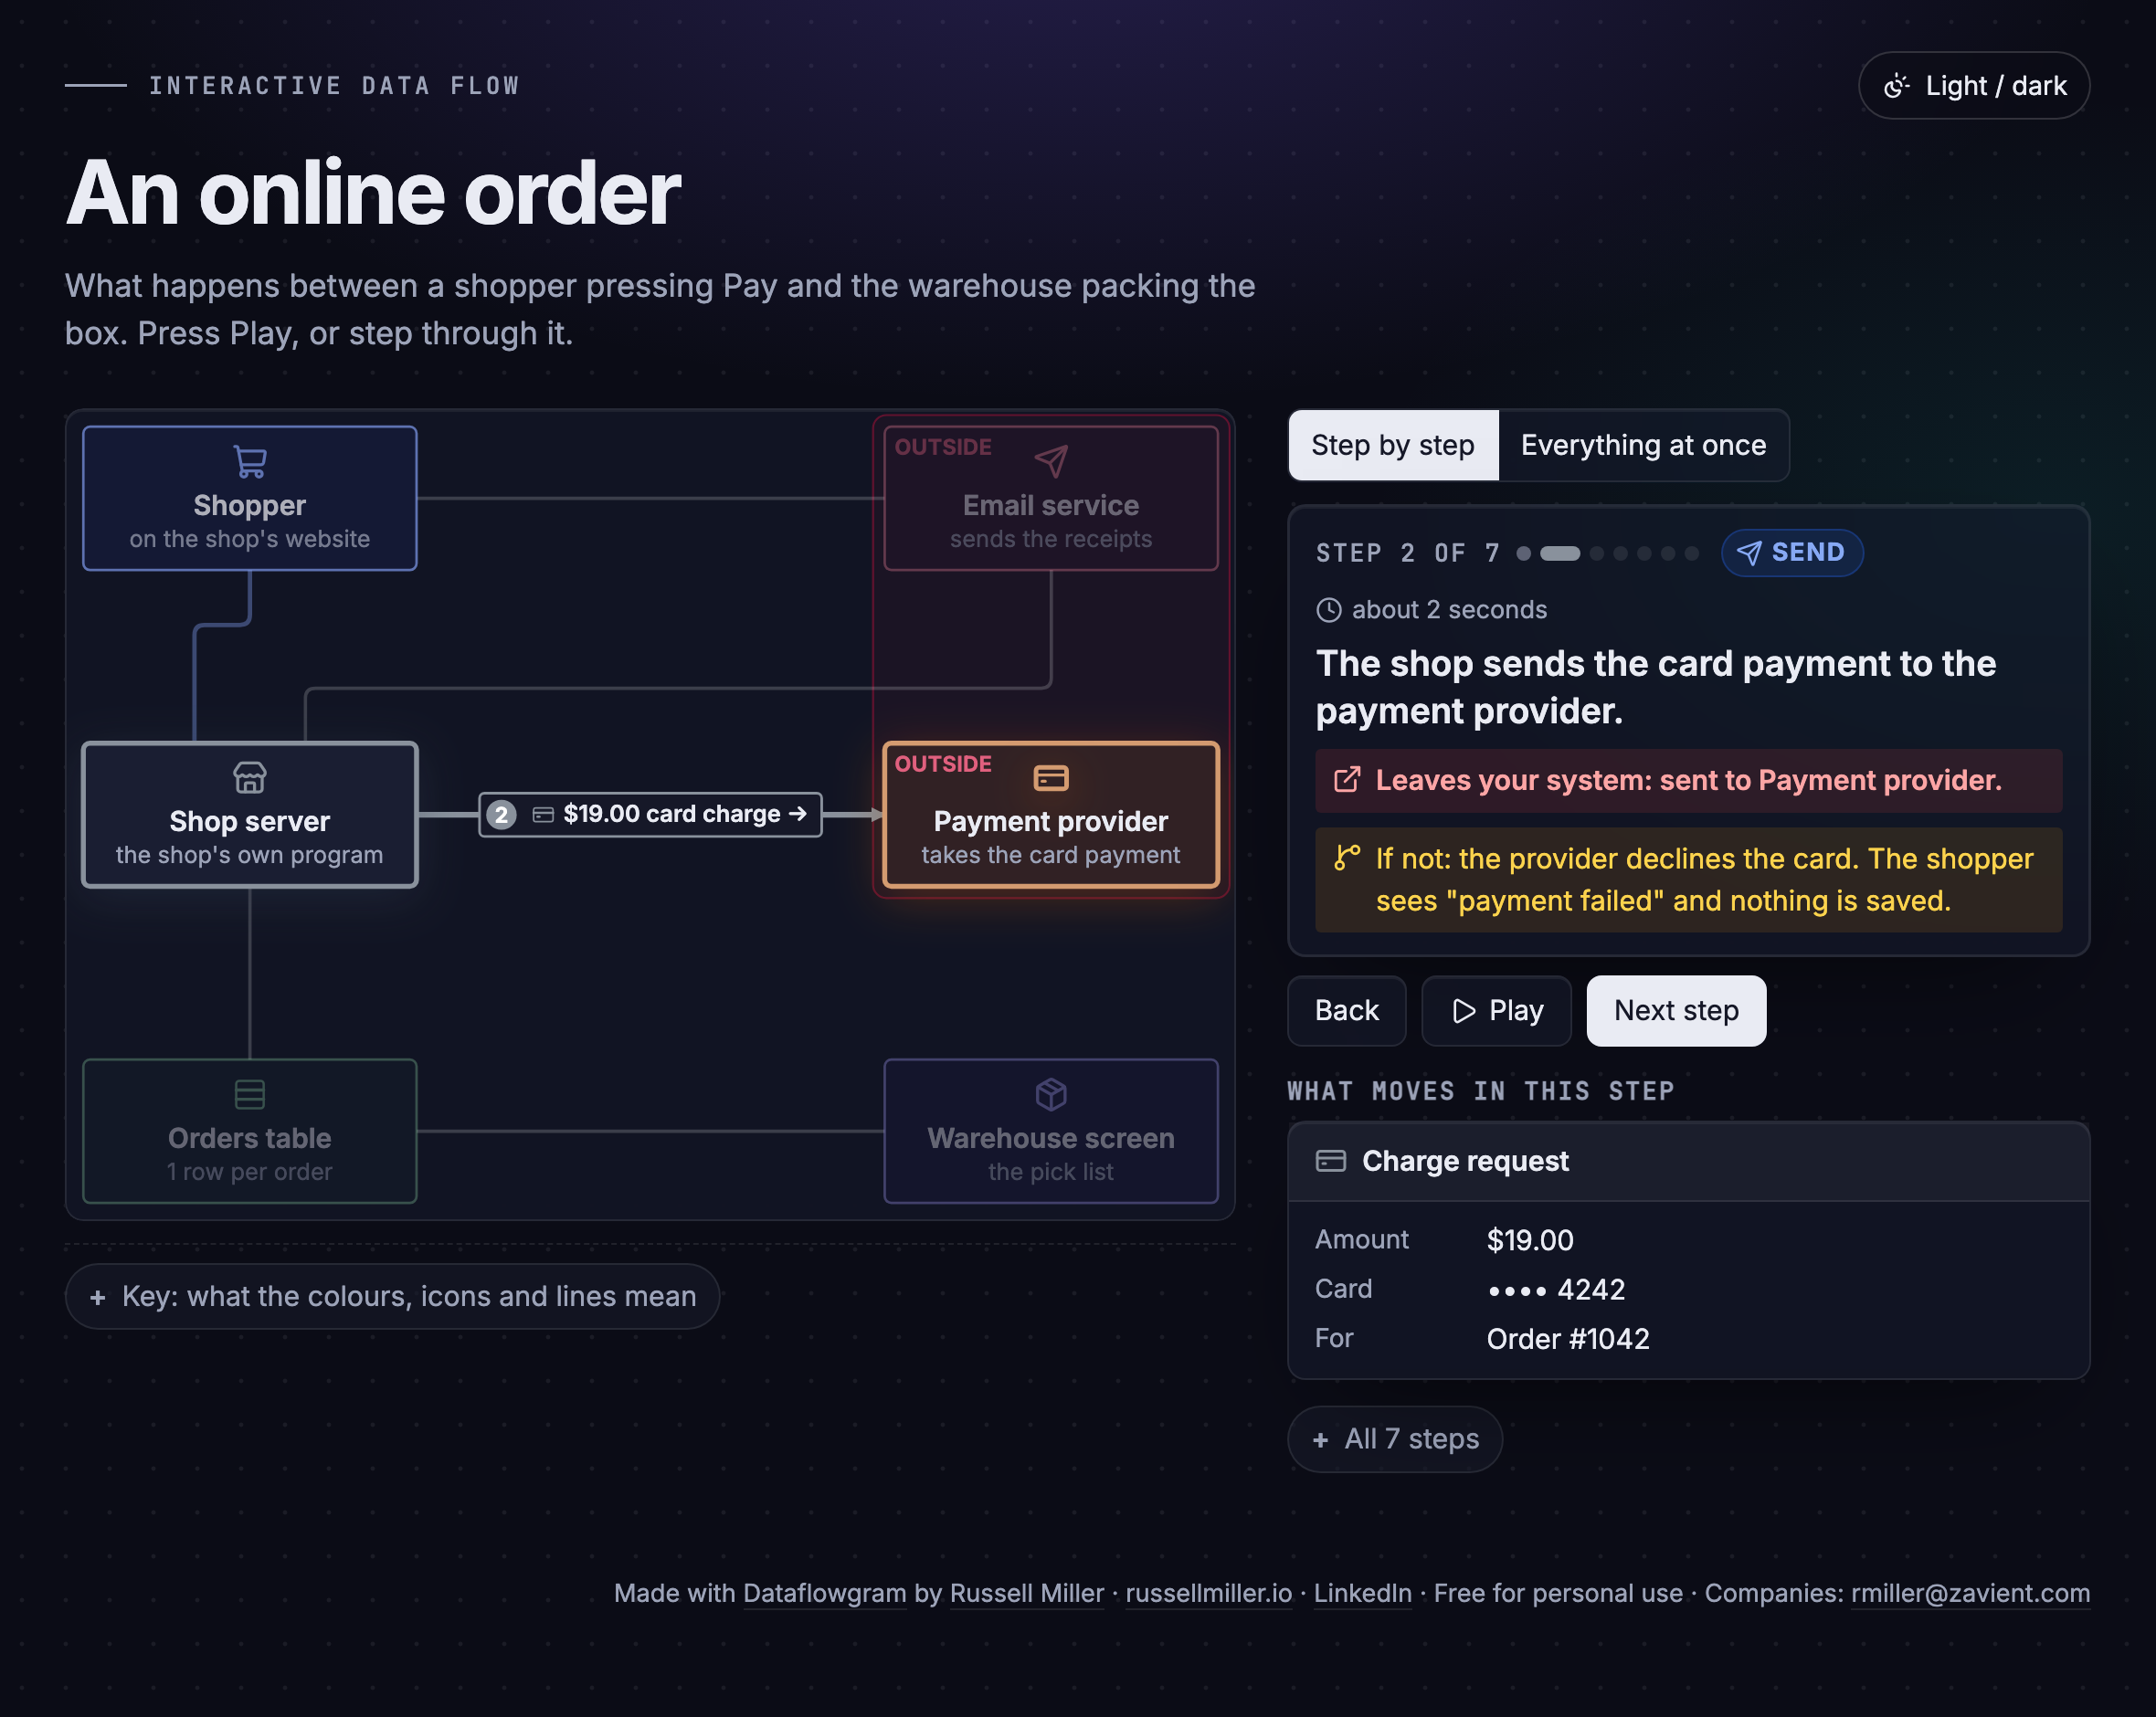 INTERACTIVE DATA FLOW
Light / dark
An online order
What happens between a shopper pressing Pay and the warehouse packing the
box. Press Play, or step through it.
Shopper
on the shop's website
OUTSIDE
Email service
sends the receipts
Shop server
the shop's own program
2 $19.00 card charge →
OUTSIDE
Payment provider
takes the card payment
Orders table
1 row per order
Warehouse screen
the pick list
+ Key: what the colours, icons and lines mean
Step by step
Everything at once
STEP 2 OF 7
SEND
about 2 seconds
The shop sends the card payment to the
payment provider.
Leaves your system: sent to Payment provider.
If not: the provider declines the card. The shopper
sees "payment failed" and nothing is saved.
Back
Play
Next step
WHAT MOVES IN THIS STEP
Charge request
Amount $19.00
Card •••• 4242
For Order #1042
+ All 7 steps
Made with Dataflowgram by Russell Miller · russellmiller.io · LinkedIn · Free for personal use · Companies: rmiller@zavient.com